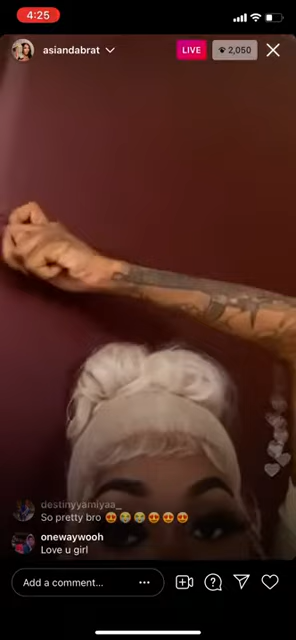 4:25
asiandabrat
LIVE
2,050
destinyyamiyaa_
So pretty bro 😍😂😂😍😍😍
onewaywooh
Love u girl
Add a comment...